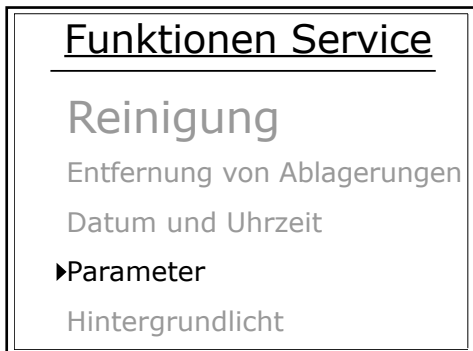 Funktionen Service
Reinigung
Entfernung von Ablagerungen
Datum und Uhrzeit
Parameter
Hintergrundlicht